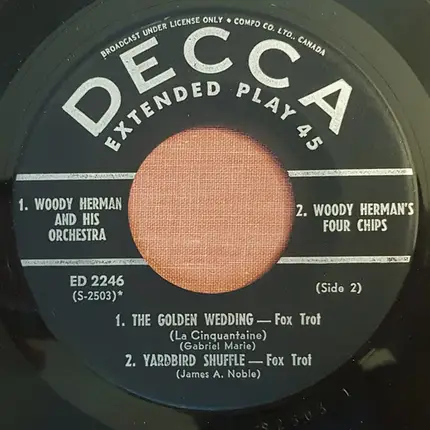 BROADCAST UNDER LICENSE ONLY • COMPO CO. LTD., CANADA
DECCA
EXTENDED PLAY 45
1. WOODY HERMAN
AND HIS
ORCHESTRA
2. WOODY HERMAN'S
FOUR CHIPS
ED 2246
(S-2503)*
(Side 2)
1. THE GOLDEN WEDDING — Fox Trot
(La Cinquantaine)
(Gabriel Marie)
2. YARDBIRD SHUFFLE — Fox Trot
(James A. Noble)